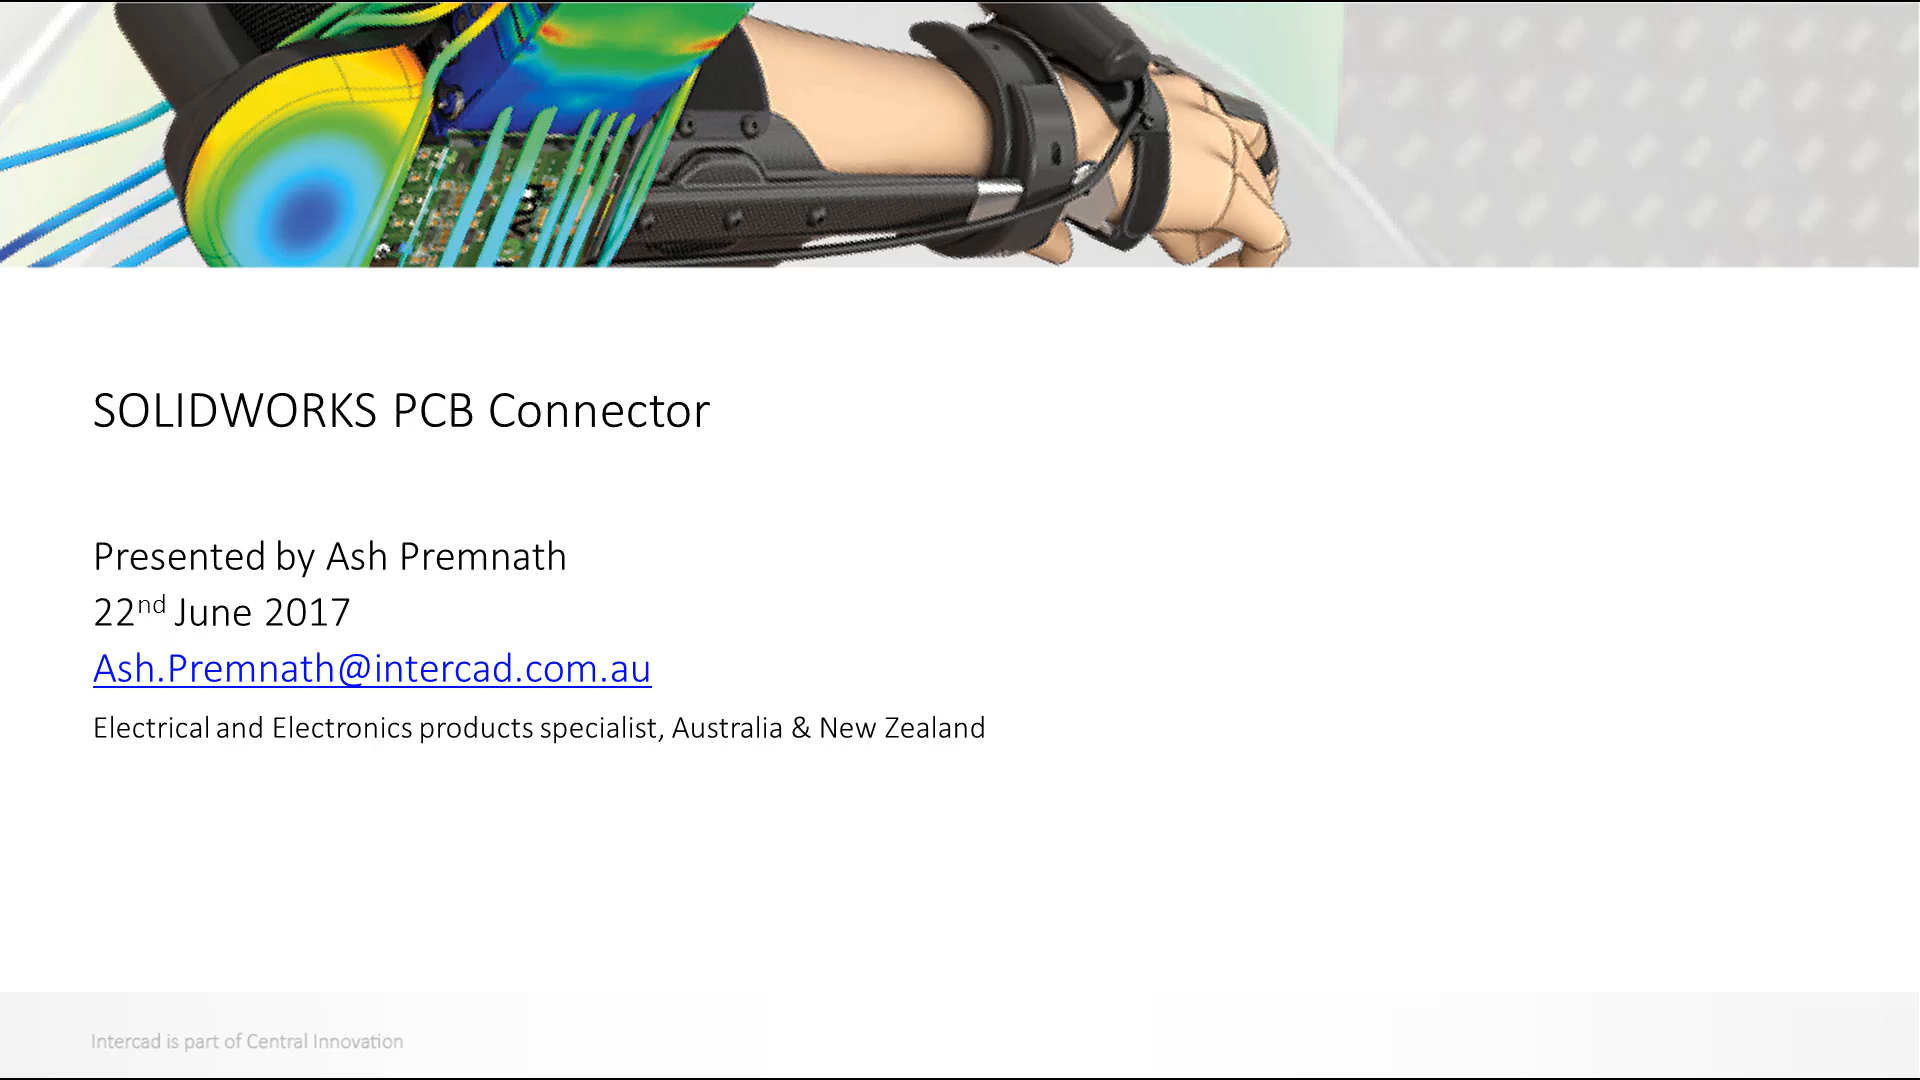 SOLIDWORKS PCB Connector
Presented by Ash Premnath
22nd June 2017
Ash.Premnath@intercad.com.au
Electrical and Electronics products specialist, Australia & New Zealand
Intercad is part of Central Innovation